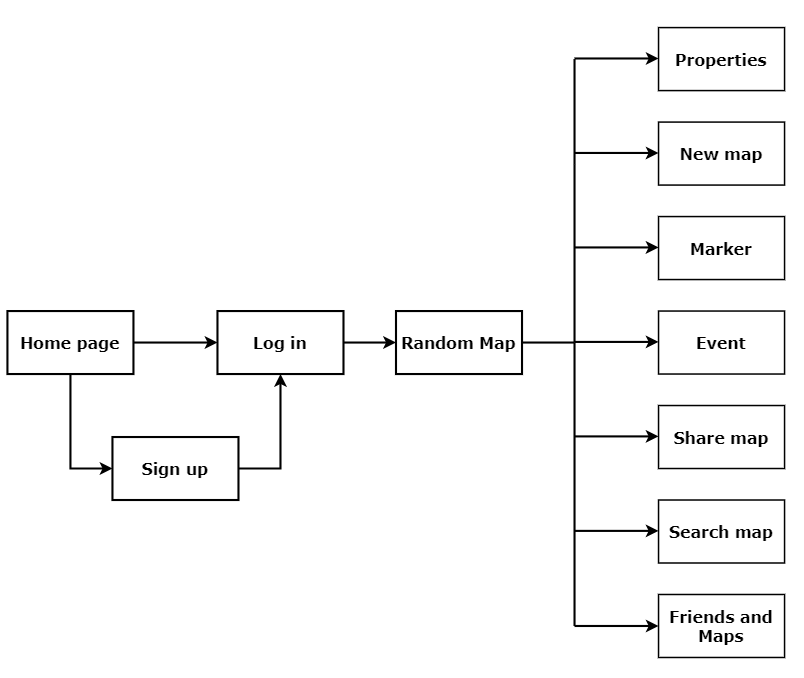 Home page
Sign up
Log in
Random Map
Properties
New map
Marker
Event
Share map
Search map
Friends and
Maps